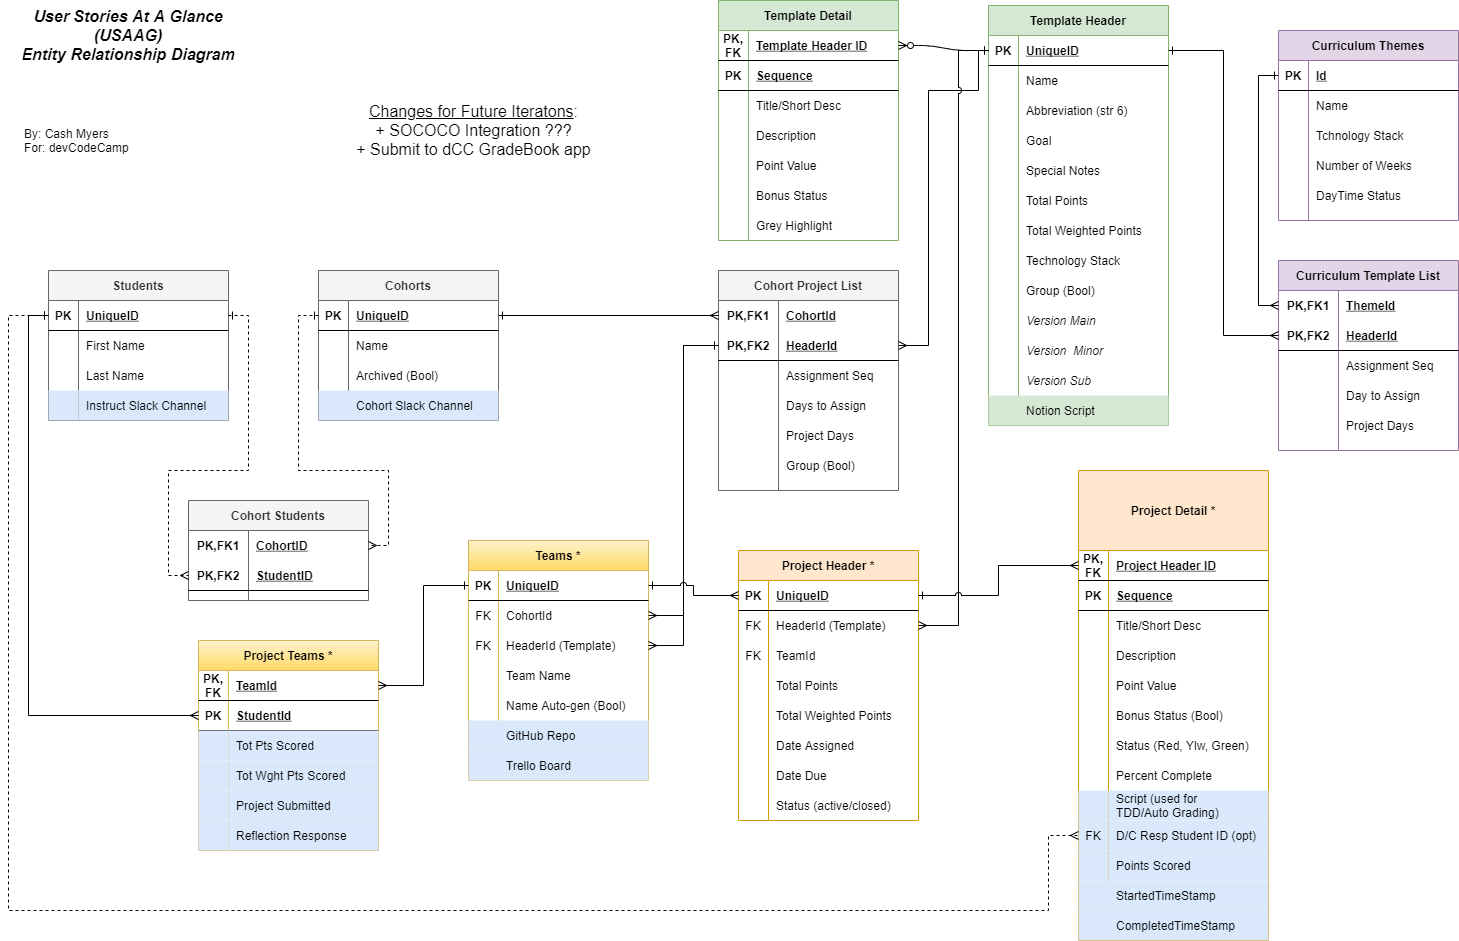 User Stories At A Glance
(USAAG)
Entity Relationship Diagram
By: Cash Myers
For: devCodeCamp
Changes for Future Iteratons:
+ SOCOCO Integration ???
+ Submit to dCC GradeBook app
Template Detail
PK, FK Template Header ID
PK Sequence
Title/Short Desc
Description
Point Value
Bonus Status
Grey Highlight
Template Header
PK UniqueID
Name
Abbreviation (str 6)
Goal
Special Notes
Total Points
Total Weighted Points
Technology Stack
Group (Bool)
Version Main
Version  Minor
Version Sub
Notion Script
Curriculum Themes
PK Id
Name
Tchnology Stack
Number of Weeks
DayTime Status
Curriculum Template List
PK,FK1 ThemeId
PK,FK2 HeaderId
Assignment Seq
Day to Assign
Project Days
Students
PK UniqueID
First Name
Last Name
Instruct Slack Channel
Cohorts
PK UniqueID
Name
Archived (Bool)
Cohort Slack Channel
Cohort Project List
PK,FK1 CohortId
PK,FK2 HeaderId
Assignment Seq
Days to Assign
Project Days
Group (Bool)
Cohort Students
PK,FK1 CohortID
PK,FK2 StudentID
Project Teams *
PK, FK TeamId
PK StudentId
Tot Pts Scored
Tot Wght Pts Scored
Project Submitted
Reflection Response
Teams *
PK UniqueID
FK CohortId
FK HeaderId (Template)
Team Name
Name Auto-gen (Bool)
GitHub Repo
Trello Board
Project Header *
PK UniqueID
FK HeaderId (Template)
FK TeamId
Total Points
Total Weighted Points
Date Assigned
Date Due
Status (active/closed)
Project Detail *
PK, FK Project Header ID
PK Sequence
Title/Short Desc
Description
Point Value
Bonus Status (Bool)
Status (Red, Ylw, Green)
Percent Complete
Script (used for
TDD/Auto Grading)
FK D/C Resp Student ID (opt)
Points Scored
StartedTimeStamp
CompletedTimeStamp